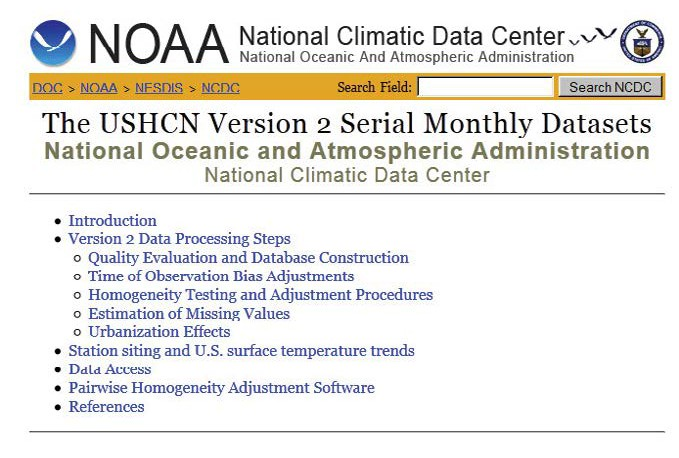 NOAA
National Climatic Data Center
National Oceanic And Atmospheric Administration
DOC > NOAA > NESDIS > NCDC
Search Field:
Search NCDC
The USHCN Version 2 Serial Monthly Datasets
National Oceanic and Atmospheric Administration
National Climatic Data Center
Introduction
Version 2 Data Processing Steps
Quality Evaluation and Database Construction
Time of Observation Bias Adjustments
Homogeneity Testing and Adjustment Procedures
Estimation of Missing Values
Urbanization Effects
Station siting and U.S. surface temperature trends
Data Access
Pairwise Homogeneity Adjustment Software
References